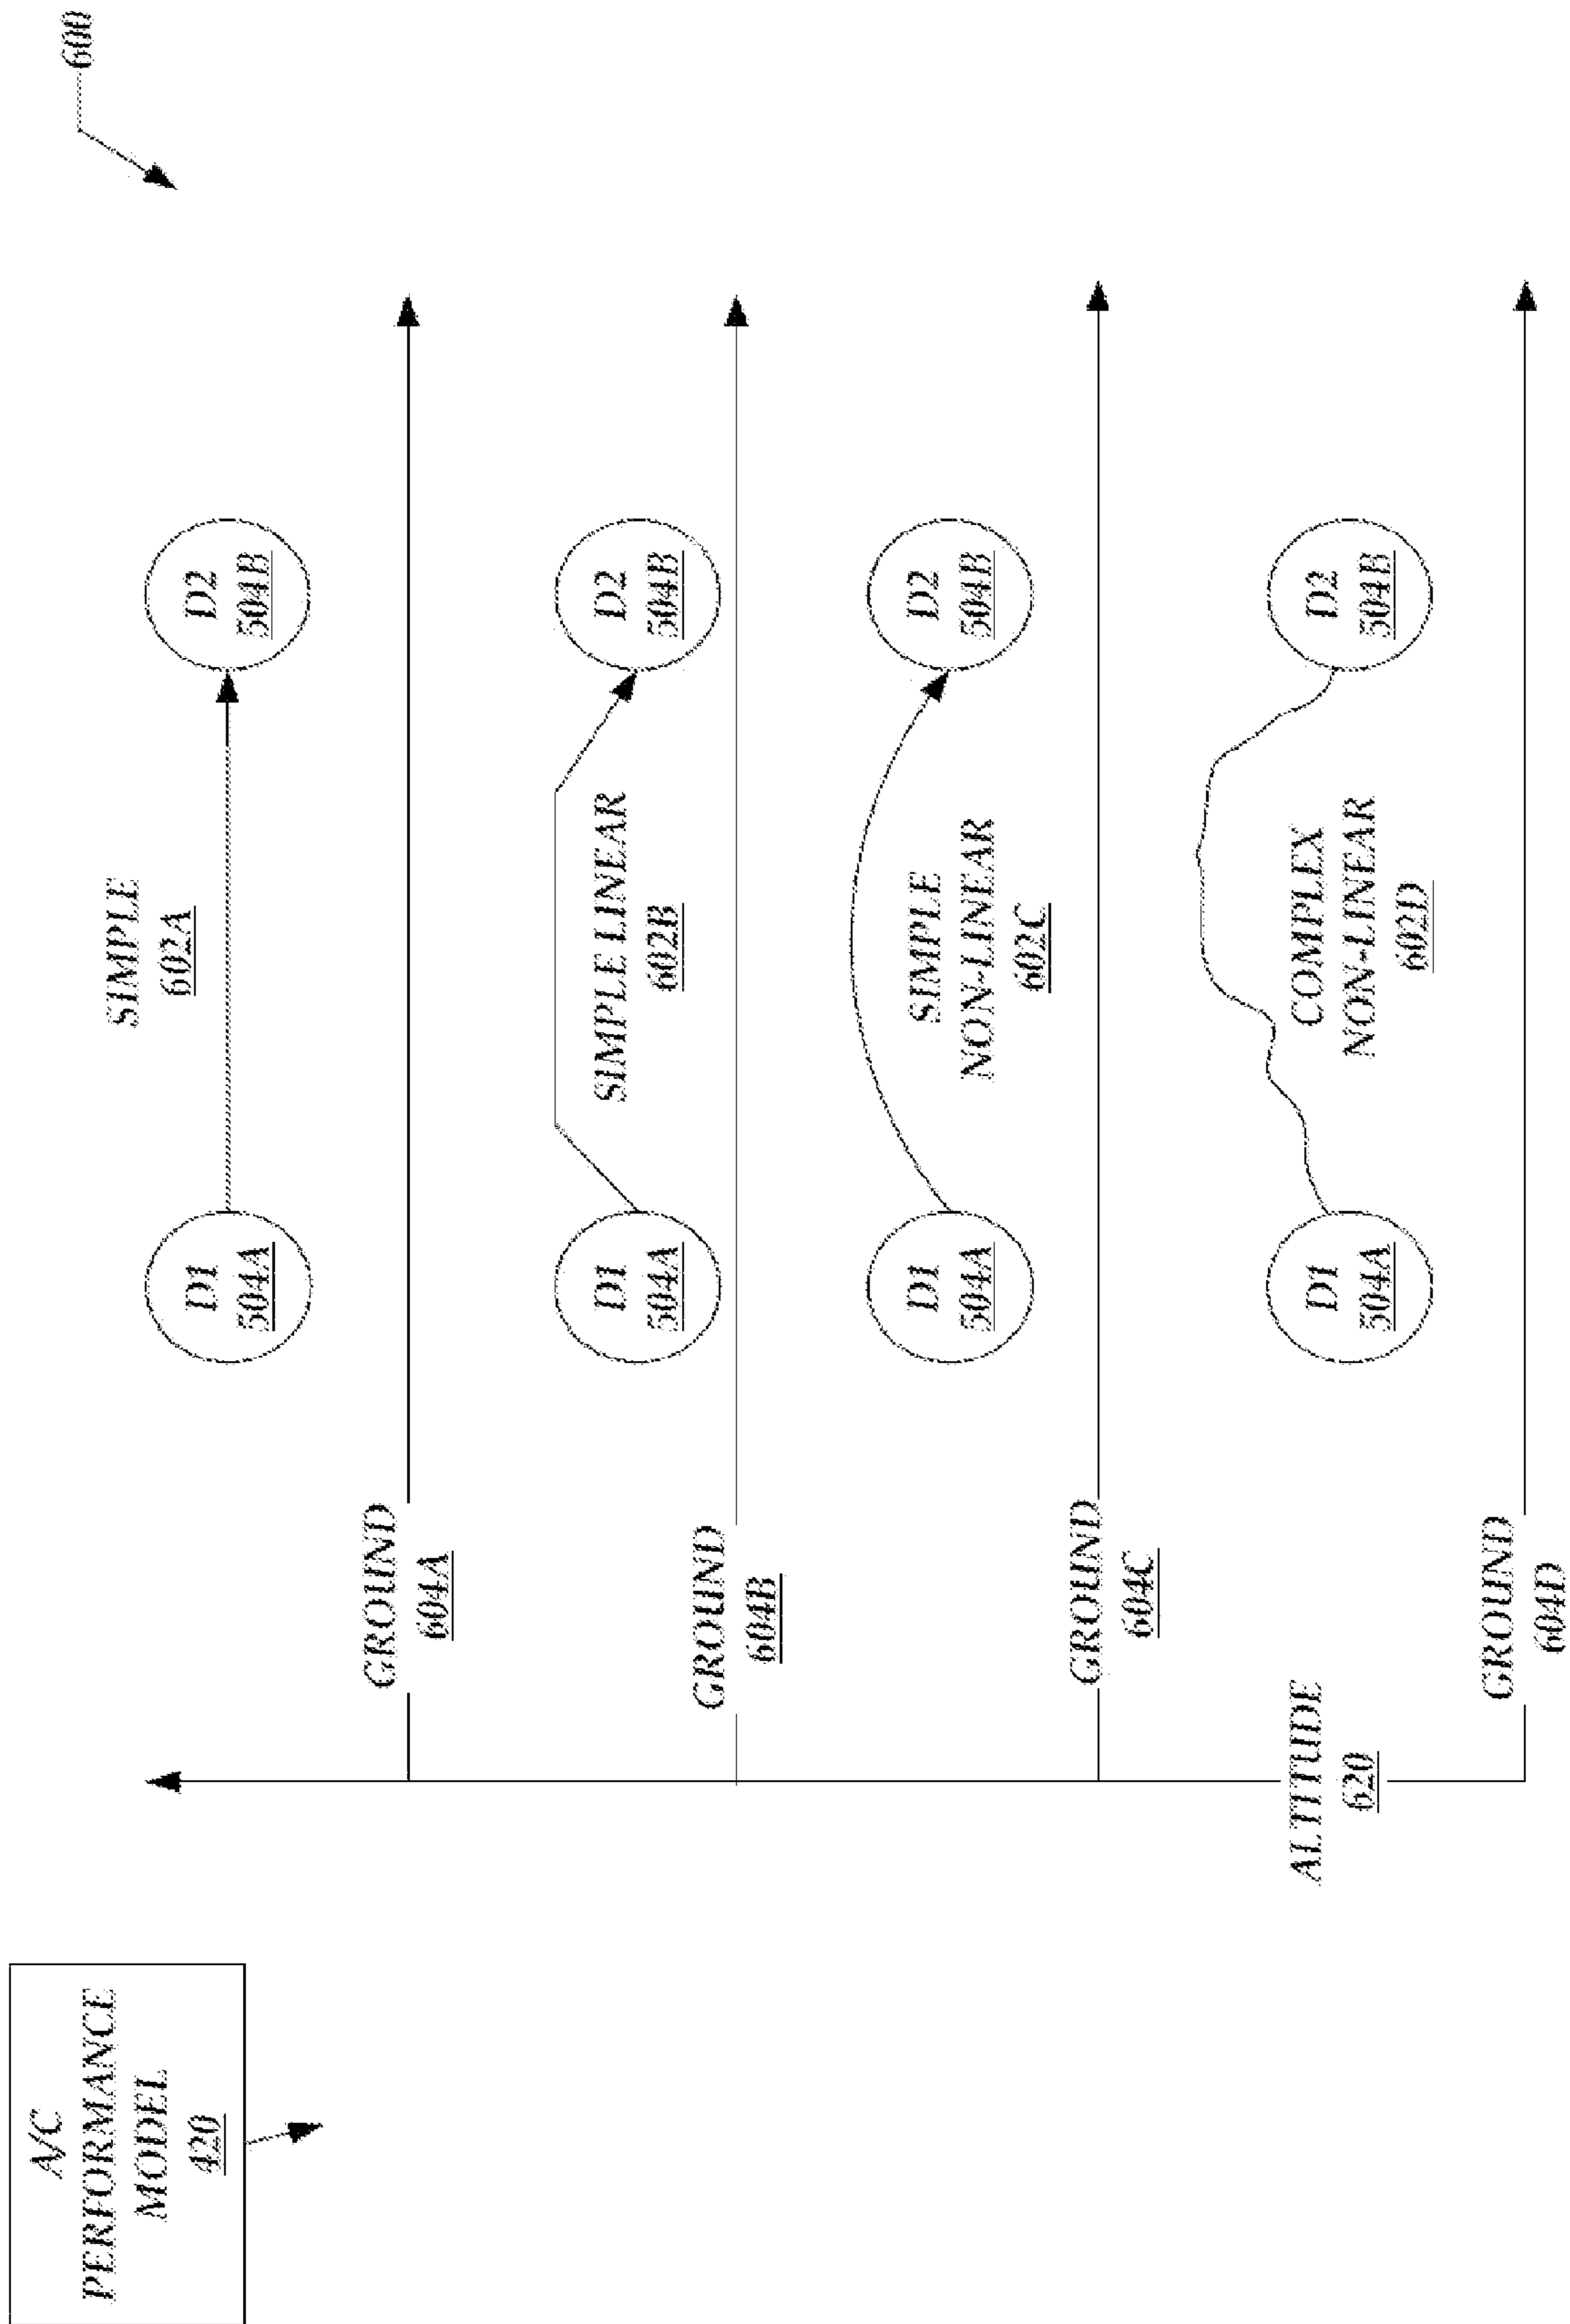 A/C
PERFORMANCE
MODEL
420
600
SIMPLE
602A
D1
504A
D2
504B
GROUND
604A
D1
504A
SIMPLE LINEAR
602B
D2
504B
GROUND
604B
D1
504A
SIMPLE
NON-LINEAR
602C
D2
504B
GROUND
604C
D1
504A
COMPLEX
NON-LINEAR
602D
D2
504B
ALTITUDE
620
GROUND
604D